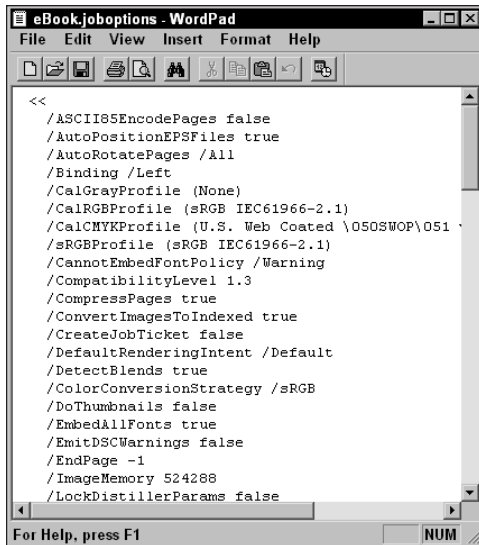 eBook.joboptions - WordPad
File Edit View Insert Format Help
<<
/ASCII85EncodePages false
/AutoPositionEPSFiles true
/AutoRotatePages /All
/Binding /Left
/CalGrayProfile (None)
/CalRGBProfile (sRGB IEC61966-2.1)
/CalCMYKProfile (U.S. Web Coated \050SWOP\051
/sRGBProfile (sRGB IEC61966-2.1)
/CannotEmbedFontPolicy /Warning
/CompatibilityLevel 1.3
/CompressPages true
/ConvertImagesToIndexed true
/CreateJobTicket false
/DefaultRenderingIntent /Default
/DetectBlends true
/ColorConversionStrategy /sRGB
/DoThumbnails false
/EmbedAllFonts true
/EmitDSCWarnings false
/EndPage -1
/ImageMemory 524288
/LockDistillerParams false
For Help, press F1
NUM